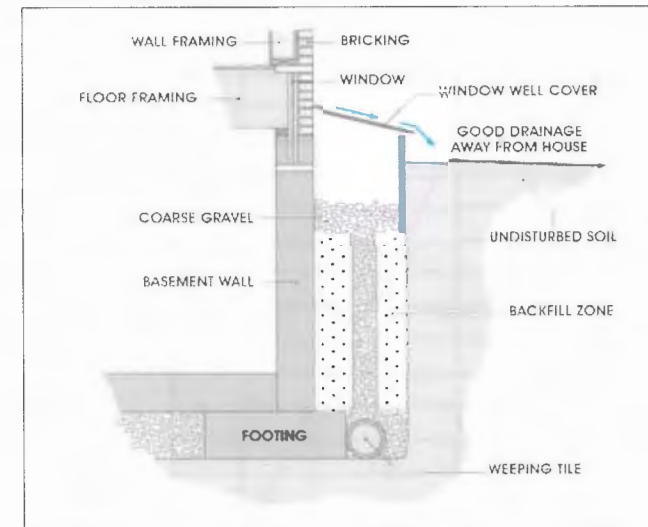 WALL FRAMING
BRICKING
WINDOW
FLOOR FRAMING
WINDOW WELL COVER
GOOD DRAINAGE
AWAY FROM HOUSE
COARSE GRAVEL
UNDISTURBED SOIL
BASEMENT WALL
BACKFILL ZONE
FOOTING
WEEPING TILE